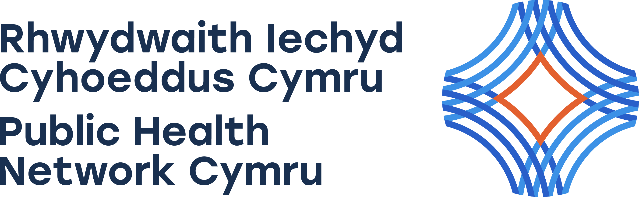 Rhwydwaith Iechyd
Cyhoeddus Cymru
Public Health
Network Cymru